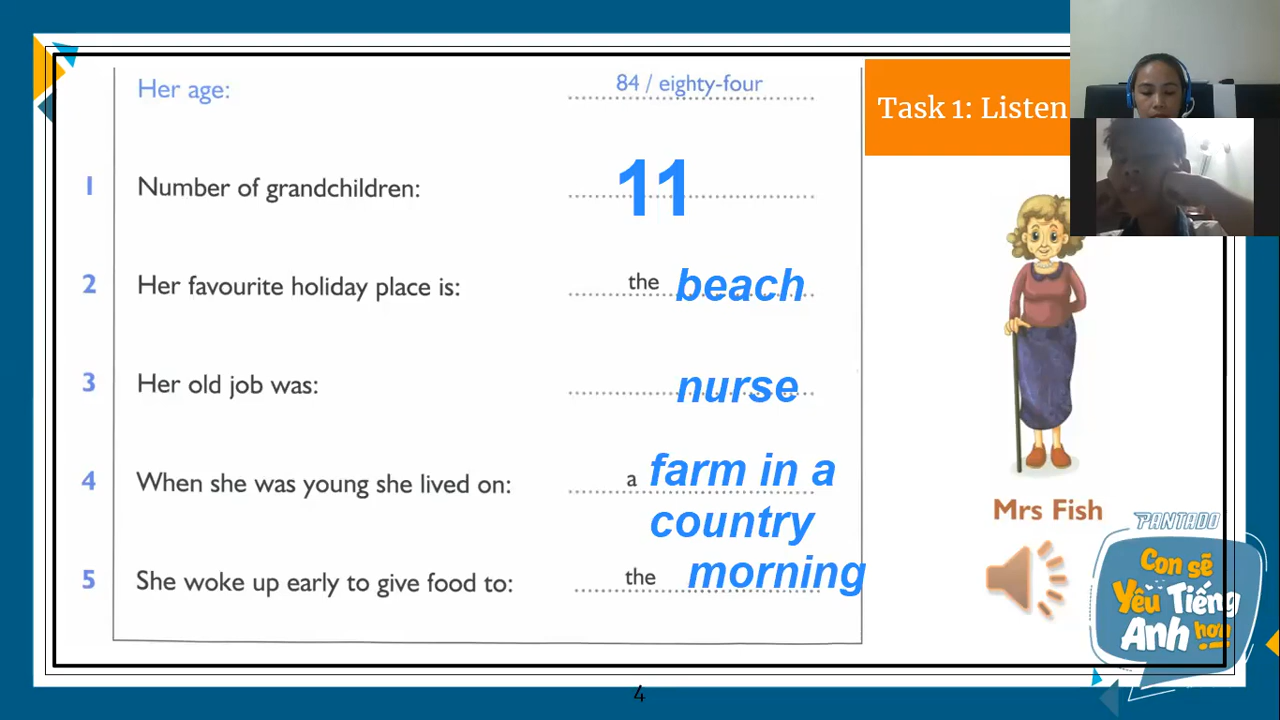 Her age: 84 / eighty-four
Task 1: Listen
1 Number of grandchildren: 11
2 Her favourite holiday place is: the beach
3 Her old job was: nurse
4 When she was young she lived on: a farm in a
country
5 She woke up early to give food to: the morning
Mrs Fish
PANTADO
Con sẽ
Yêu Tiếng
Anh hơn
4